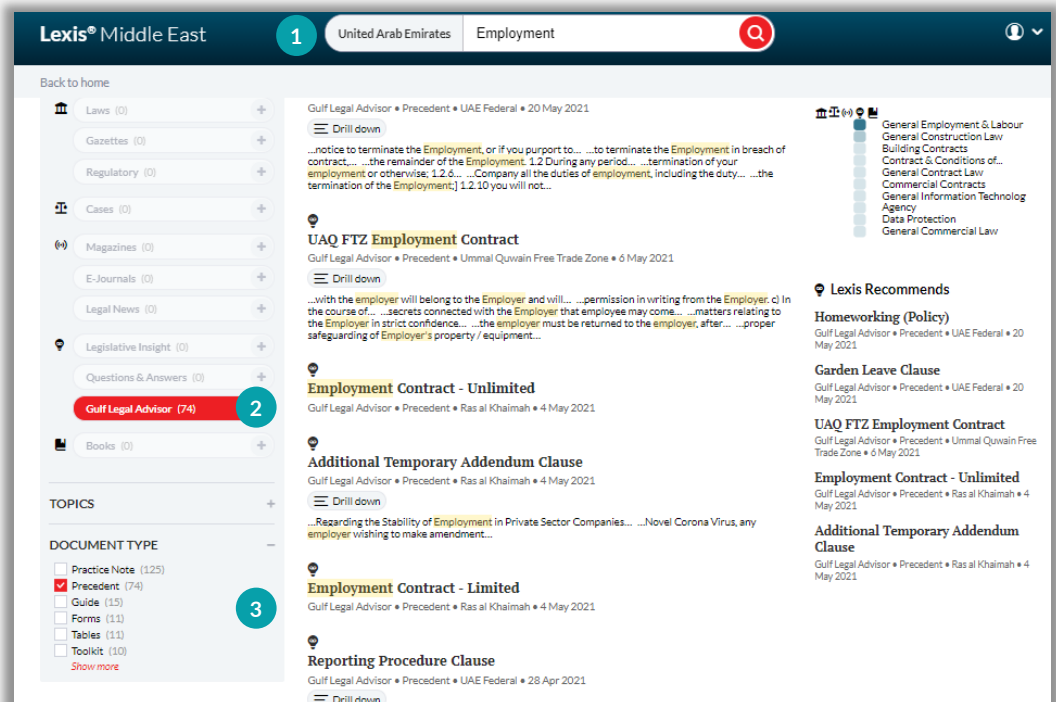 Lexis® Middle East
1
United Arab Emirates
Employment
Back to home
Laws (0) +
Gazettes (0) +
Regulatory (0) +
Cases (0) +
Magazines (0) +
E-Journals (0) +
Legal News (0) +
Legislative Insight (0) +
Questions & Answers (0) +
Gulf Legal Advisor (74)
2
Books (0) +
TOPICS +
DOCUMENT TYPE −
Practice Note (125)
Precedent (74)
Guide (15)
Forms (11)
Tables (11)
Toolkit (10)
Show more
3
Gulf Legal Advisor • Precedent • UAE Federal • 20 May 2021
Drill down
...notice to terminate the Employment, or if you purport to... ...to terminate the Employment in breach of
contract,... ...the remainder of the Employment. 1.2 During any period... ...termination of your
employment or otherwise; 1.2.6... ...Company all the duties of employment, including the duty... ...the
termination of the Employment;] 1.2.10 you will not...
UAQ FTZ Employment Contract
Gulf Legal Advisor • Precedent • Ummal Quwain Free Trade Zone • 6 May 2021
Drill down
...with the employer will belong to the Employer and will... ...permission in writing from the Employer. c) In
the course of... ...secrets connected with the Employer that employee may come... ...matters relating to
the Employer in strict confidence... ...the employer must be returned to the employer, after... ...proper
safeguarding of Employer's property / equipment...
Employment Contract - Unlimited
Gulf Legal Advisor • Precedent • Ras al Khaimah • 4 May 2021
Additional Temporary Addendum Clause
Gulf Legal Advisor • Precedent • Ras al Khaimah • 4 May 2021
Drill down
...Regarding the Stability of Employment in Private Sector Companies... ...Novel Corona Virus, any
employer wishing to make amendment...
Employment Contract - Limited
Gulf Legal Advisor • Precedent • Ras al Khaimah • 4 May 2021
Reporting Procedure Clause
Gulf Legal Advisor • Precedent • UAE Federal • 28 Apr 2021
Drill down
General Employment & Labour
General Construction Law
Building Contracts
Contract & Conditions of...
General Contract Law
Commercial Contracts
General Information Technolog
Agency
Data Protection
General Commercial Law
Lexis Recommends
Homeworking (Policy)
Gulf Legal Advisor • Precedent • UAE Federal • 20
May 2021
Garden Leave Clause
Gulf Legal Advisor • Precedent • UAE Federal • 20
May 2021
UAQ FTZ Employment Contract
Gulf Legal Advisor • Precedent • Ummal Quwain Free
Trade Zone • 6 May 2021
Employment Contract - Unlimited
Gulf Legal Advisor • Precedent • Ras al Khaimah • 4
May 2021
Additional Temporary Addendum
Clause
Gulf Legal Advisor • Precedent • Ras al Khaimah • 4
May 2021